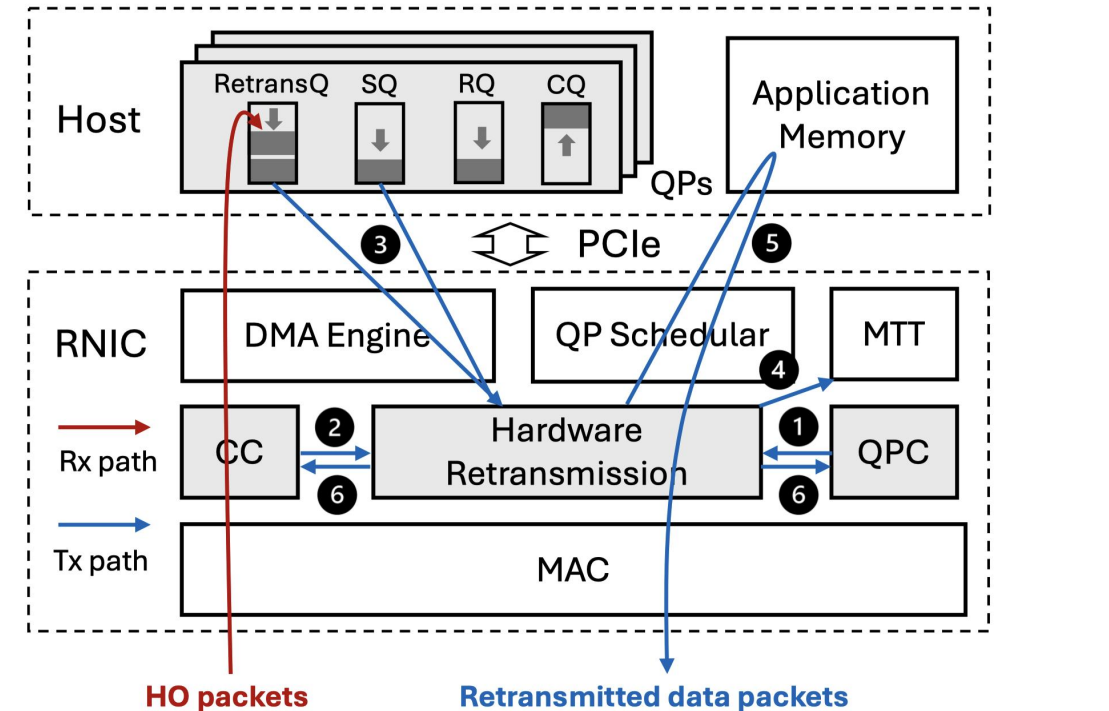 RetransQ SQ RQ CQ
Host
Application
Memory
QPs
3
PCIe
5
RNIC
DMA Engine
QP Schedular
MTT
4
Rx path
CC
2
6
Hardware
Retransmission
1
6
QPC
Tx path
MAC
HO packets
Retransmitted data packets